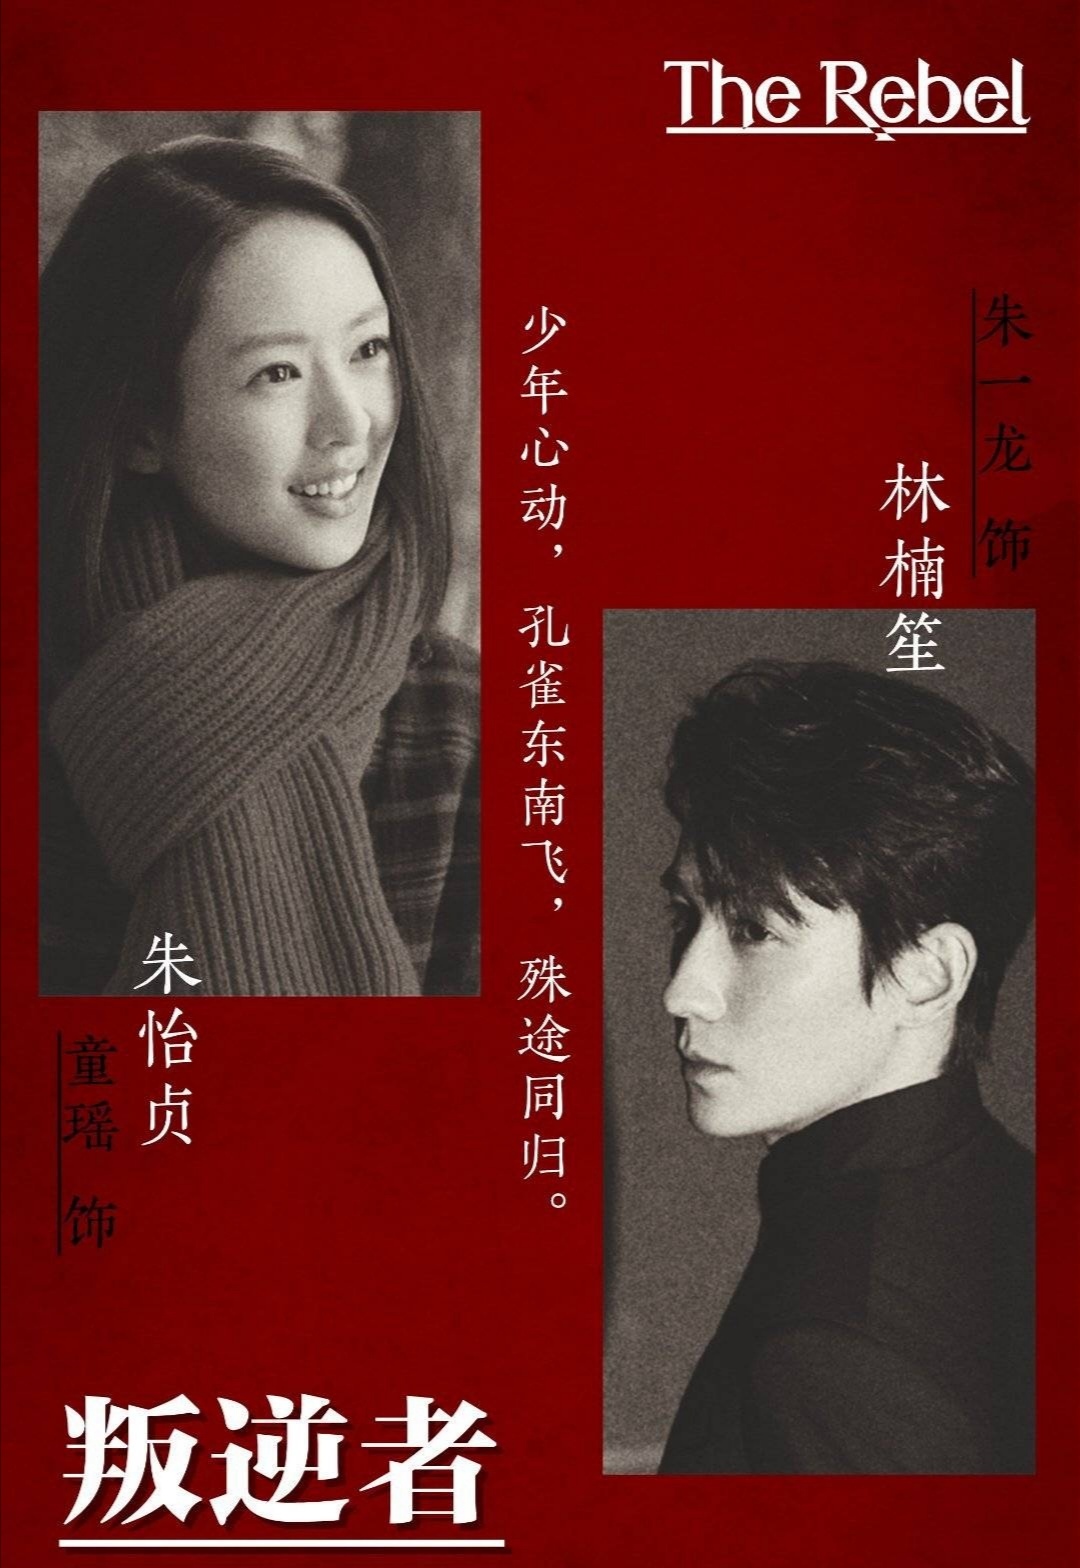 The Rebel
朱一龙 饰
林楠笙
少年心动，孔雀东南飞，殊途同归。
朱怡贞
童瑶 饰
叛逆者